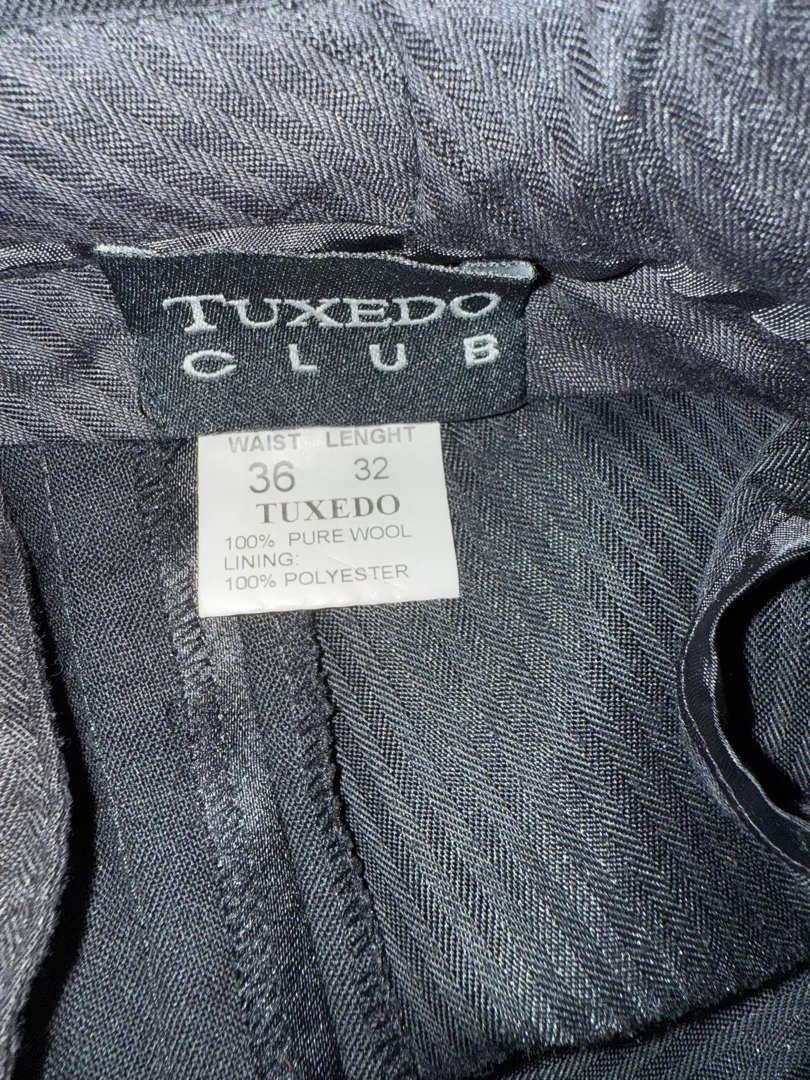 TUXEDO
CLUB
WAIST LENGHT
36 32
TUXEDO
100% PURE WOOL
LINING:
100% POLYESTER